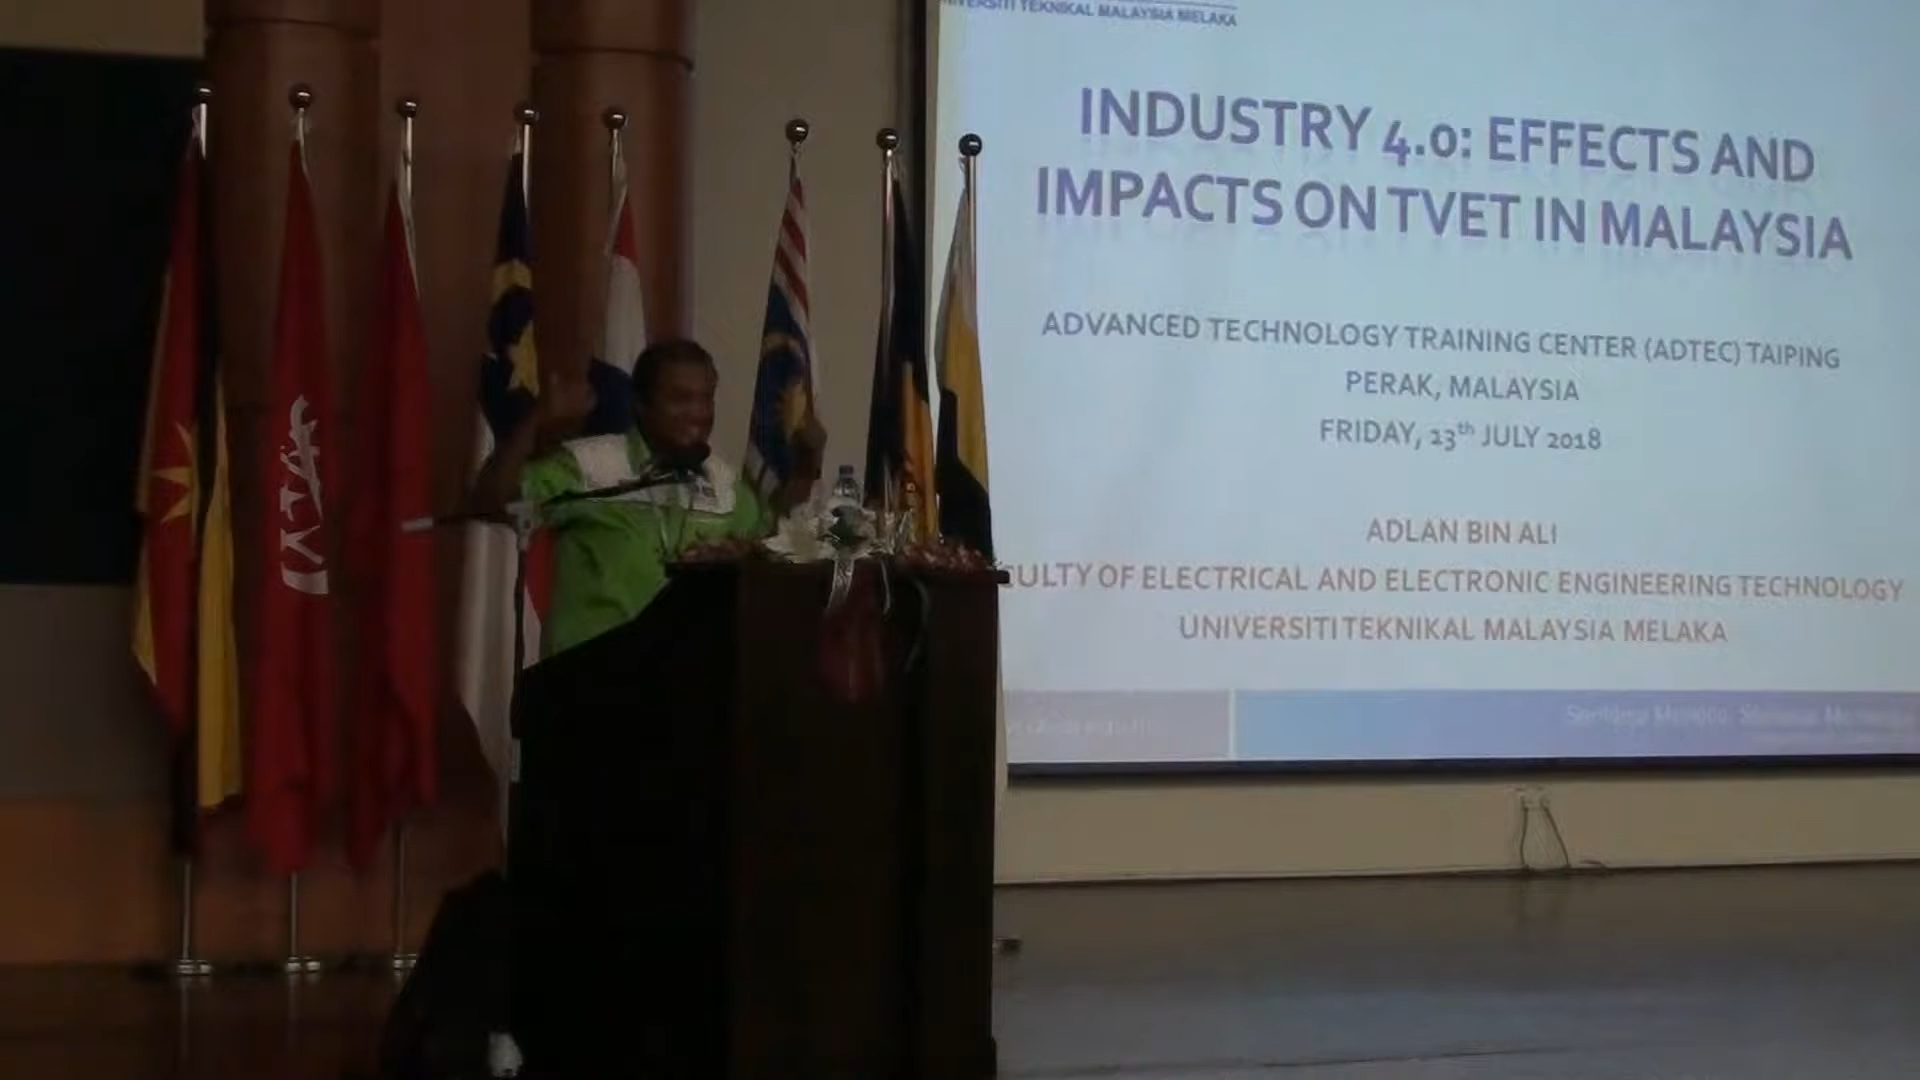 UNIVERSITI TEKNIKAL MALAYSIA MELAKA
INDUSTRY 4.0: EFFECTS AND
IMPACTS ON TVET IN MALAYSIA
ADVANCED TECHNOLOGY TRAINING CENTER (ADTEC) TAIPING
PERAK, MALAYSIA
FRIDAY, 13th JULY 2018
ADLAN BIN ALI
CULTY OF ELECTRICAL AND ELECTRONIC ENGINEERING TECHNOLOGY
UNIVERSITI TEKNIKAL MALAYSIA MELAKA